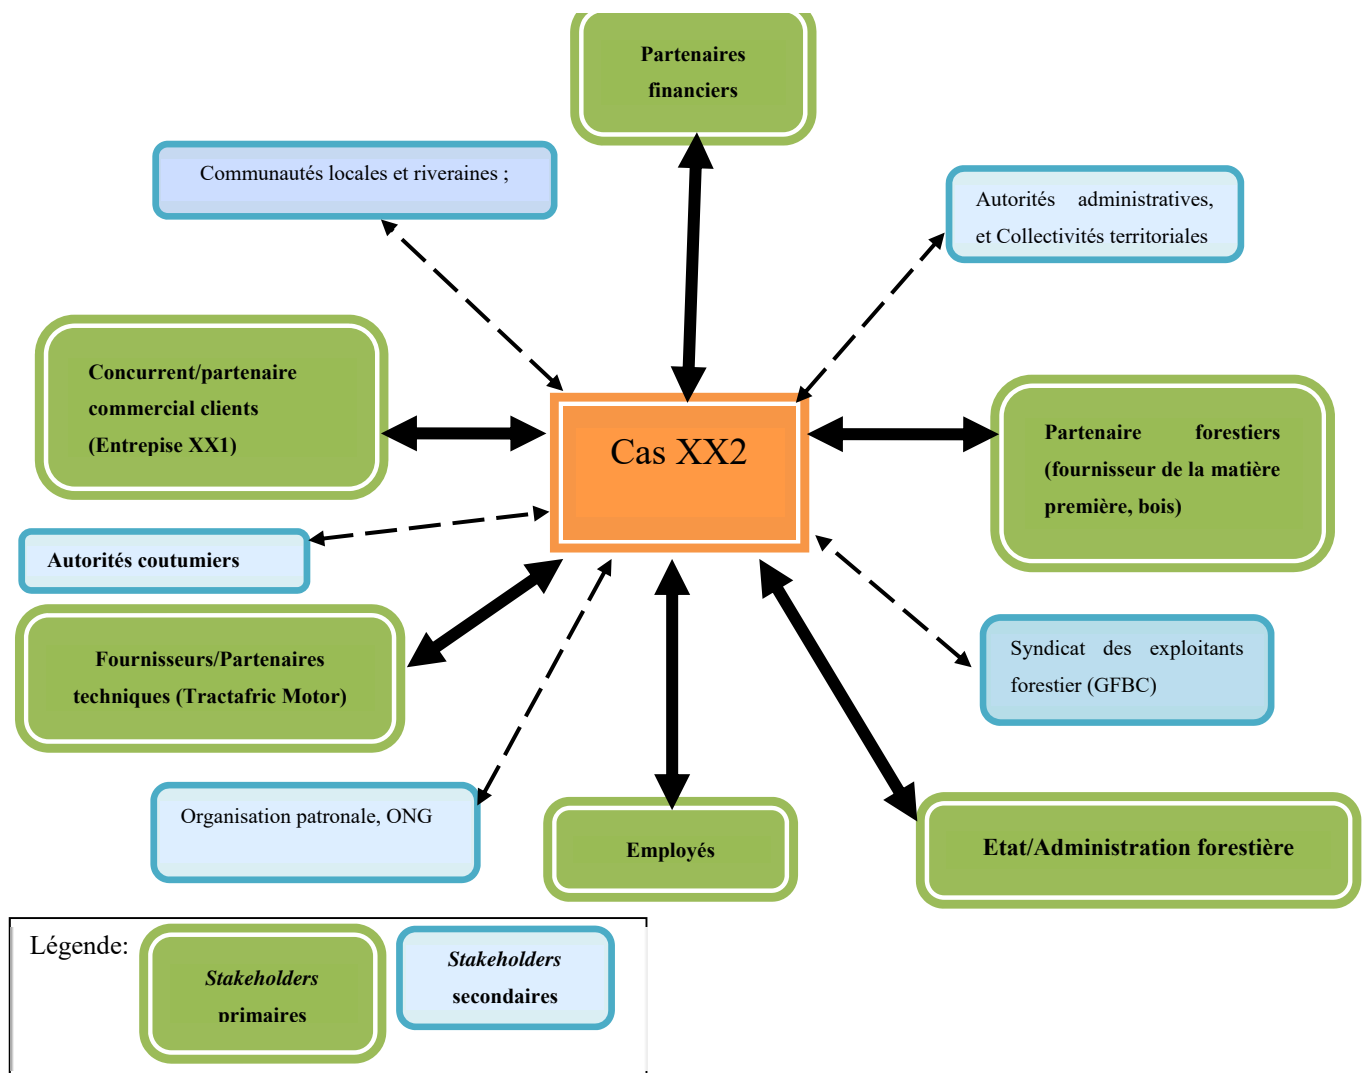 Partenaires
financiers
Communautés locales et riveraines ;
Autorités administratives,
et Collectivités territoriales
Concurrent/partenaire
commercial clients
(Entrepise XX1)
Cas XX2
Partenaire forestiers
(fournisseur de la matière
première, bois)
Autorités coutumiers
Fournisseurs/Partenaires
techniques (Tractafric Motor)
Syndicat des exploitants
forestier (GFBC)
Organisation patronale, ONG
Employés
Etat/Administration forestière
Légende:
Stakeholders
primaires
Stakeholders
secondaires